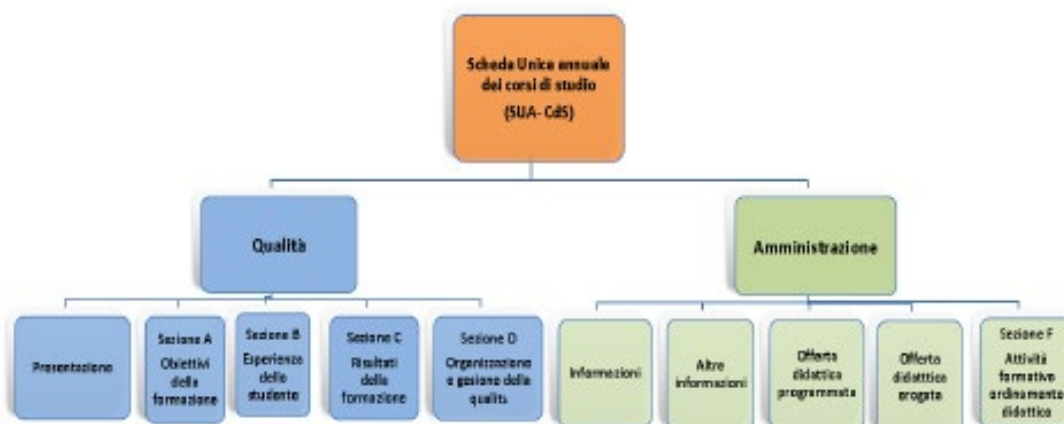 Scheda Unica annuale
dei corsi di studio
(SUA- CdS)
Qualità
Amministrazione
Presentazione
Sezione A
Obiettivi
della
formazione
Sezione B
Esperienza
dello
studente
Sezione C
Risultati
della
formazione
Sezione D
Organizzazione
e gesione della
qualità
Informazioni
Altre
informazioni
Offerta
didattica
programmata
Offerta
didatttica
erogata
Sezione F
Attività
formative
ordinamento
didattico